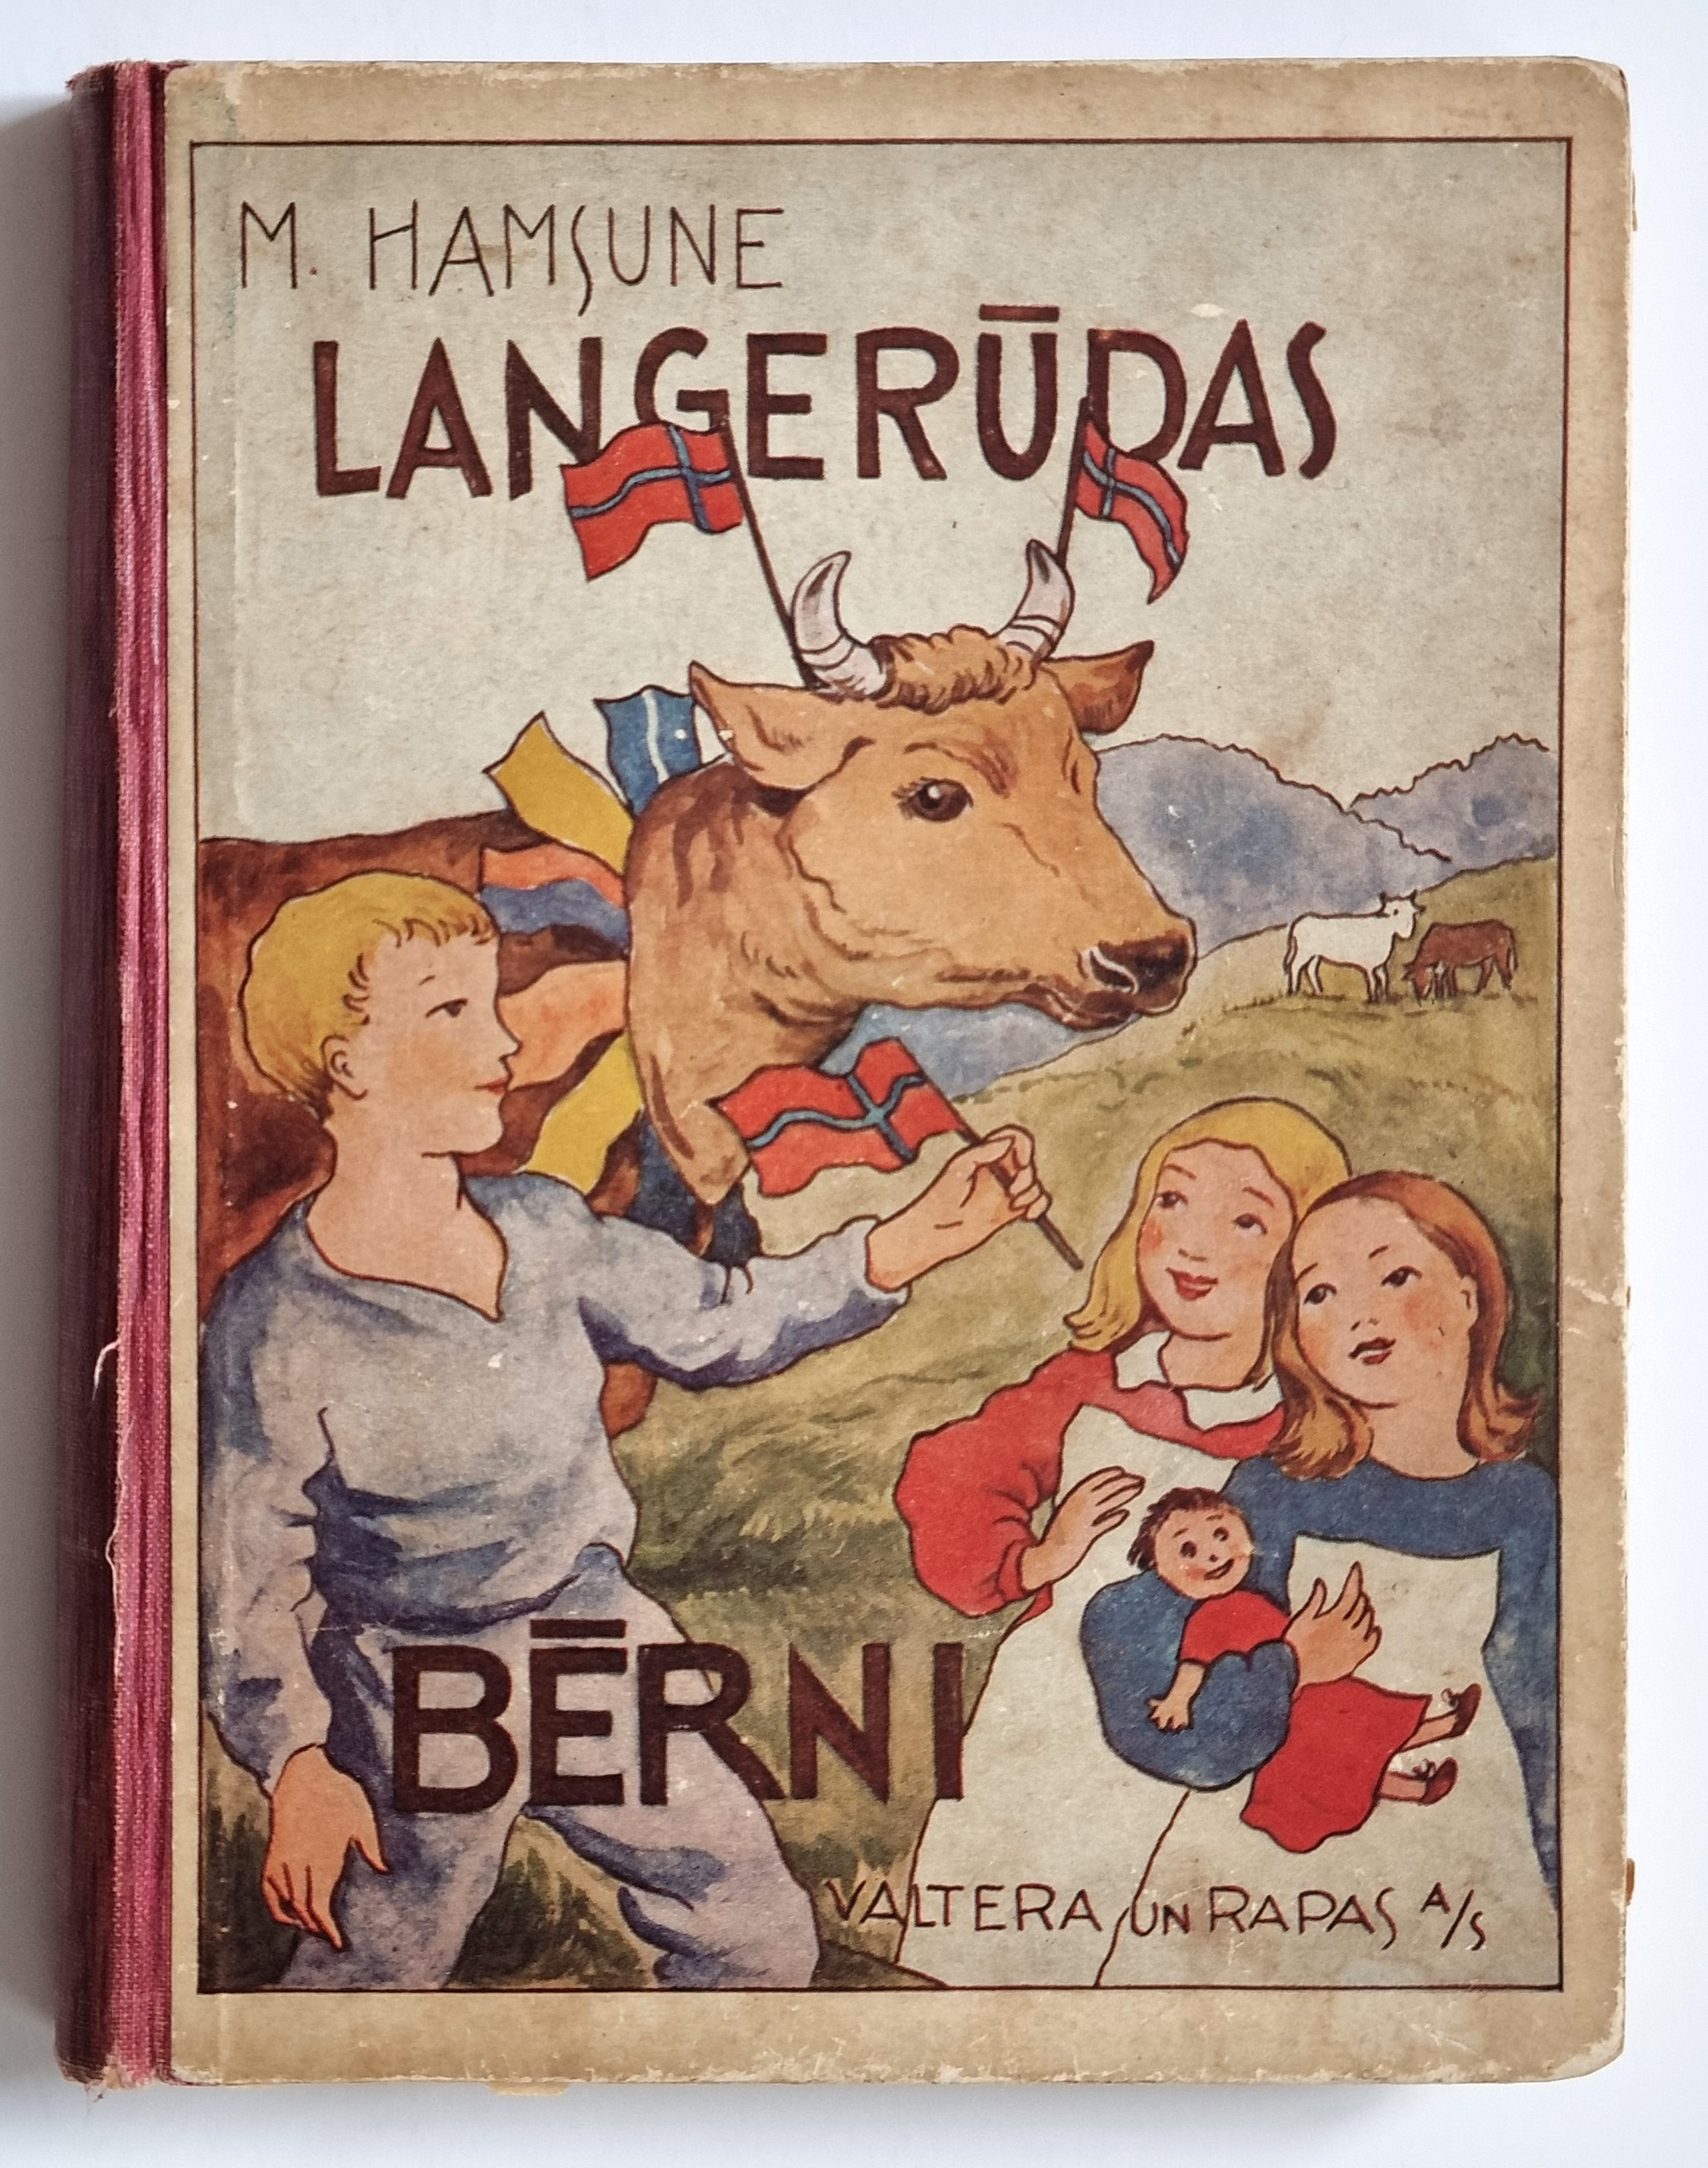 M. HAMSUNE
LANGERŪDAS
BĒRNI
VALTERA UN RAPAS A/S